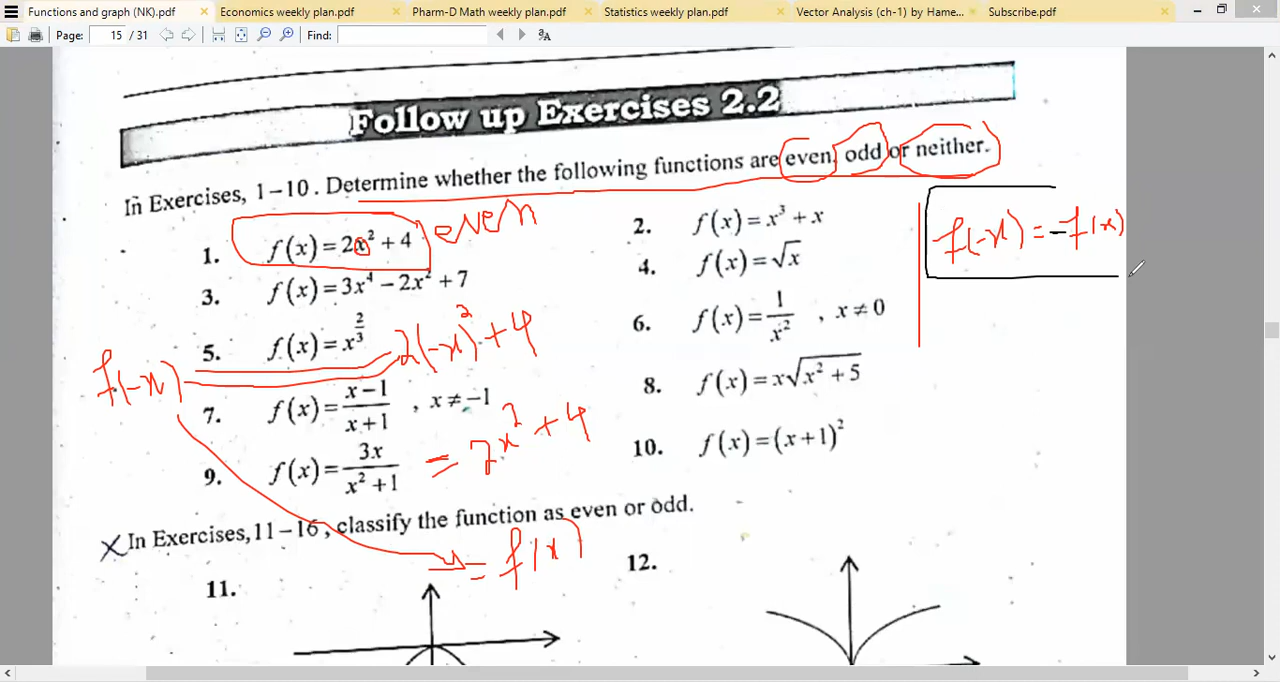 Functions and graph (NK).pdf
Economics weekly plan.pdf
Pharm-D Math weekly plan.pdf
Statistics weekly plan.pdf
Vector Analysis (ch-1) by Hame...
Subscribe.pdf
Page: 15 / 31 Find:
Follow up Exercises 2.2
In Exercises, 1–10. Determine whether the following functions are even, odd or neither.
1. f(x)=2x²+4 even
2. f(x)=x³+x
f(-x)=-f(x)
3. f(x)=3x⁴−2x²+7
4. f(x)=√x
5. f(x)=x^(2/3)
6. f(x)=1/x² , x≠0
f(-x) = 2(-x)²+4
7. f(x)=(x−1)/(x+1) , x≠−1
8. f(x)=x√(x²+5)
= 2x²+4
9. f(x)=3x/(x²+1)
10. f(x)=(x+1)²
X In Exercises,11–16, classify the function as even or odd.
= f(x)
11.
12.